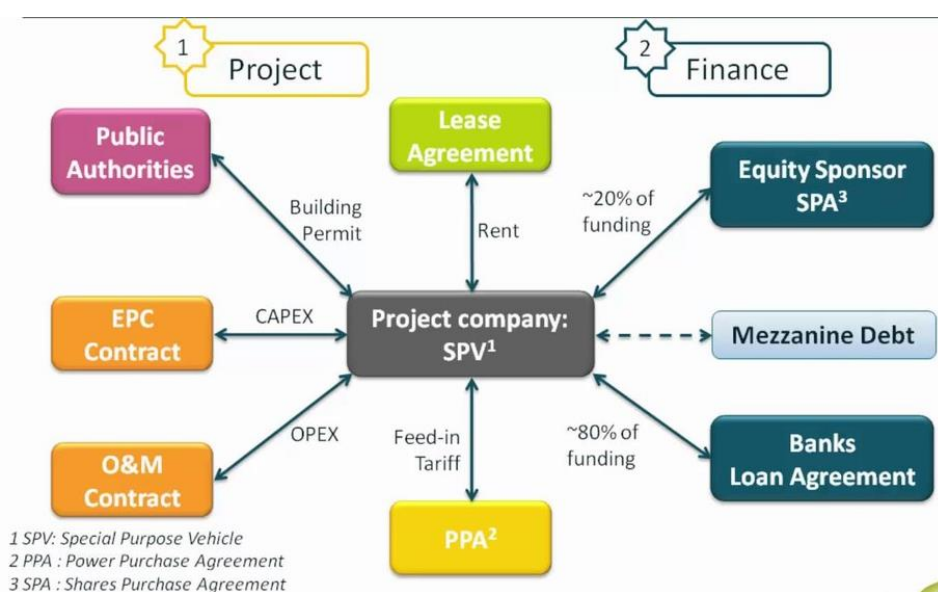 1
Project
2
Finance
Public
Authorities
Lease
Agreement
Equity Sponsor
SPA³
Building
Permit
Rent
~20% of
funding
EPC
Contract
CAPEX
Project company:
SPV¹
Mezzanine Debt
O&M
Contract
OPEX
Feed-in
Tariff
~80% of
funding
Banks
Loan Agreement
PPA²
1 SPV: Special Purpose Vehicle
2 PPA : Power Purchase Agreement
3 SPA : Shares Purchase Agreement